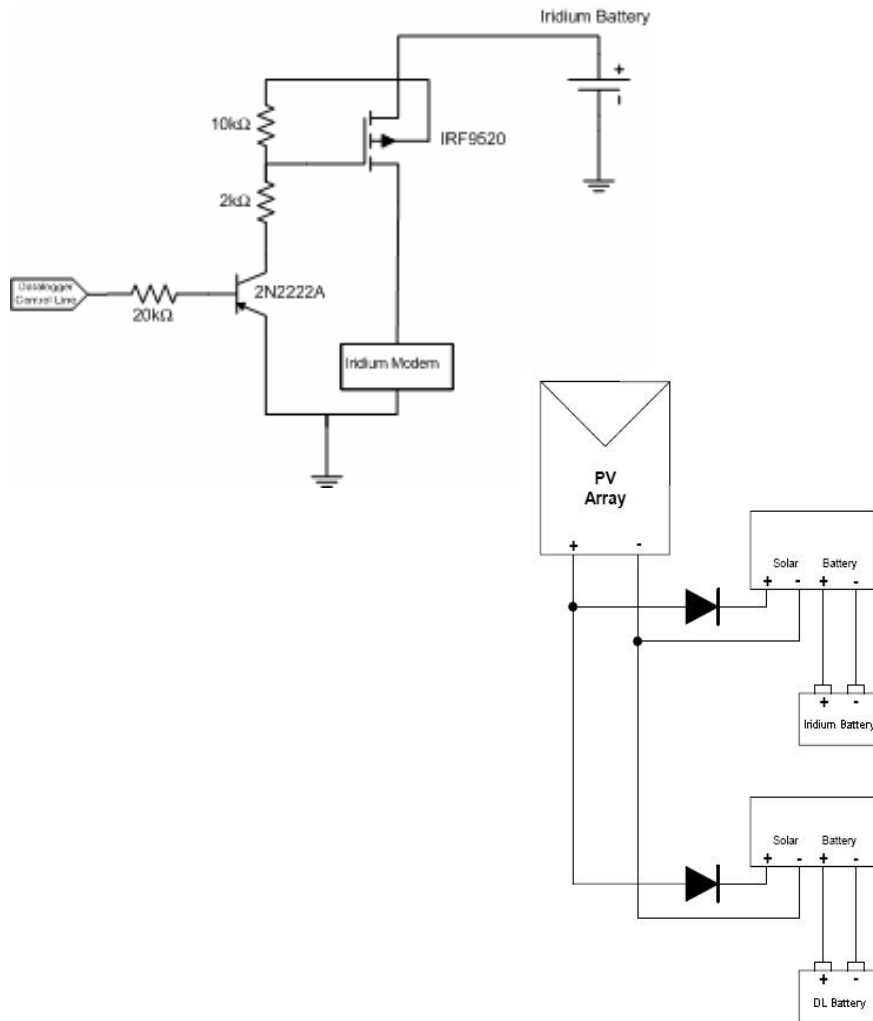 Iridium Battery
+
-
10kΩ
IRF9520
2kΩ
Datalogger
Control Line
2N2222A
20kΩ
Iridium Modem
PV
Array
+ -
Solar Battery
+ - + -
+ -
Iridium Battery
Solar Battery
+ - + -
+ -
DL Battery